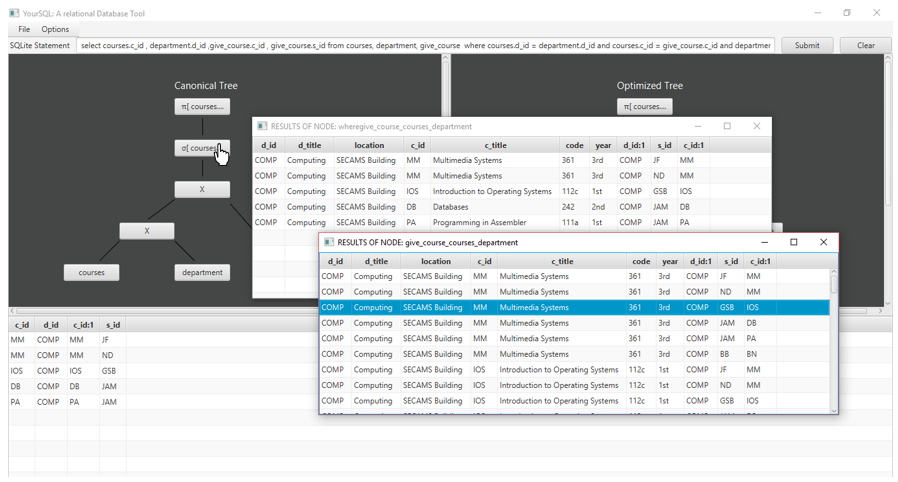 YourSQL: A relational Database Tool
File Options
SQLite Statement select courses.c_id , department.d_id ,give_course.c_id , give_course.s_id from courses, department, give_course where courses.d_id = department.d_id and courses.c_id = give_course.c_id and departmer Submit Clear
Canonical Tree Optimized Tree
π[ courses.... π[ courses....
σ[ courses
X
X
courses department
RESULTS OF NODE: wheregive_course_courses_department
d_id d_title location c_id c_title code year d_id:1 s_id c_id:1
COMP Computing SECAMS Building MM Multimedia Systems 361 3rd COMP JF MM
COMP Computing SECAMS Building MM Multimedia Systems 361 3rd COMP ND MM
COMP Computing SECAMS Building IOS Introduction to Operating Systems 112c 1st COMP GSB IOS
COMP Computing SECAMS Building DB Databases 242 2nd COMP JAM DB
COMP Computing SECAMS Building PA Programming in Assembler 111a 1st COMP JAM PA
RESULTS OF NODE: give_course_courses_department
d_id d_title location c_id c_title code year d_id:1 s_id c_id:1
COMP Computing SECAMS Building MM Multimedia Systems 361 3rd COMP JF MM
COMP Computing SECAMS Building MM Multimedia Systems 361 3rd COMP ND MM
COMP Computing SECAMS Building MM Multimedia Systems 361 3rd COMP GSB IOS
COMP Computing SECAMS Building MM Multimedia Systems 361 3rd COMP JAM DB
COMP Computing SECAMS Building MM Multimedia Systems 361 3rd COMP JAM PA
COMP Computing SECAMS Building MM Multimedia Systems 361 3rd COMP BB BN
COMP Computing SECAMS Building IOS Introduction to Operating Systems 112c 1st COMP JF MM
COMP Computing SECAMS Building IOS Introduction to Operating Systems 112c 1st COMP ND MM
COMP Computing SECAMS Building IOS Introduction to Operating Systems 112c 1st COMP GSB IOS
c_id d_id c_id:1 s_id
MM COMP MM JF
MM COMP MM ND
IOS COMP IOS GSB
DB COMP DB JAM
PA COMP PA JAM